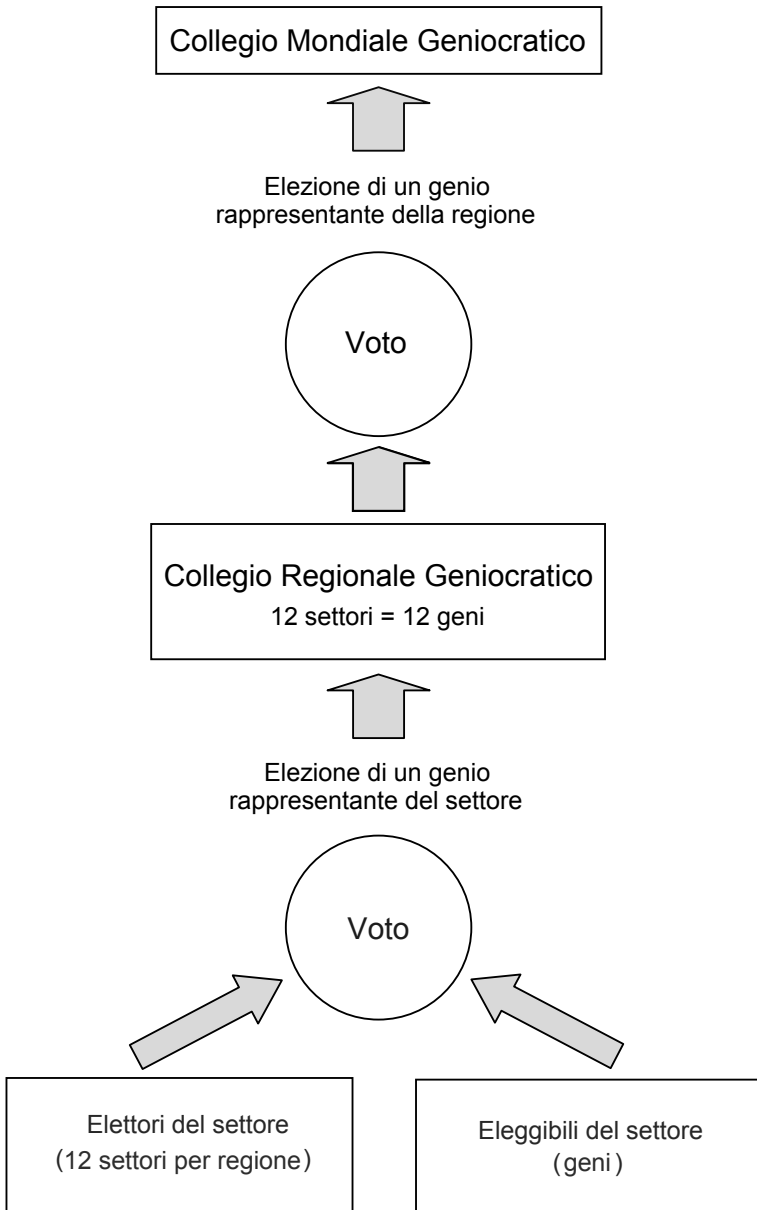 Collegio Mondiale Geniocratico
Elezione di un genio
rappresentante della regione
Voto
Collegio Regionale Geniocratico
12 settori = 12 geni
Elezione di un genio
rappresentante del settore
Voto
Elettori del settore
(12 settori per regione)
Eleggibili del settore
(geni)